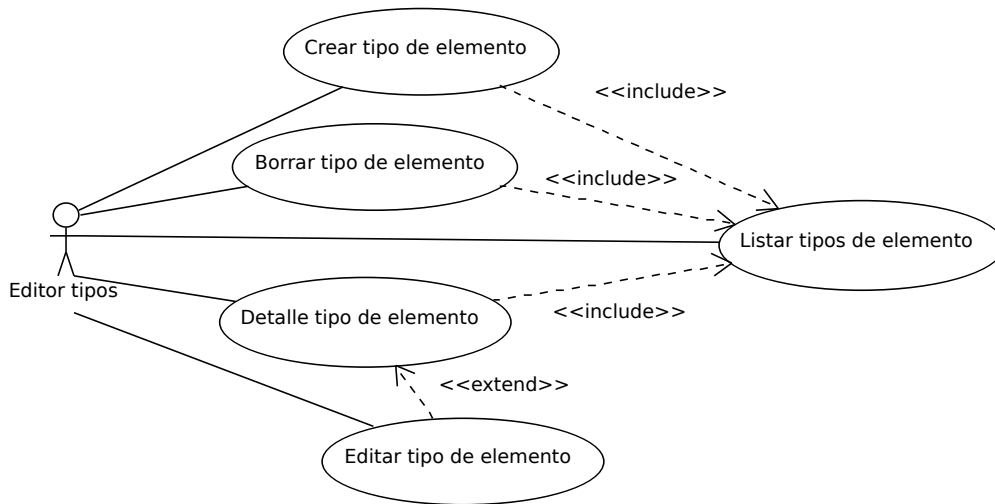 Crear tipo de elemento
<<include>>
Borrar tipo de elemento
<<include>>
Listar tipos de elemento
Editor tipos
Detalle tipo de elemento
<<include>>
<<extend>>
Editar tipo de elemento